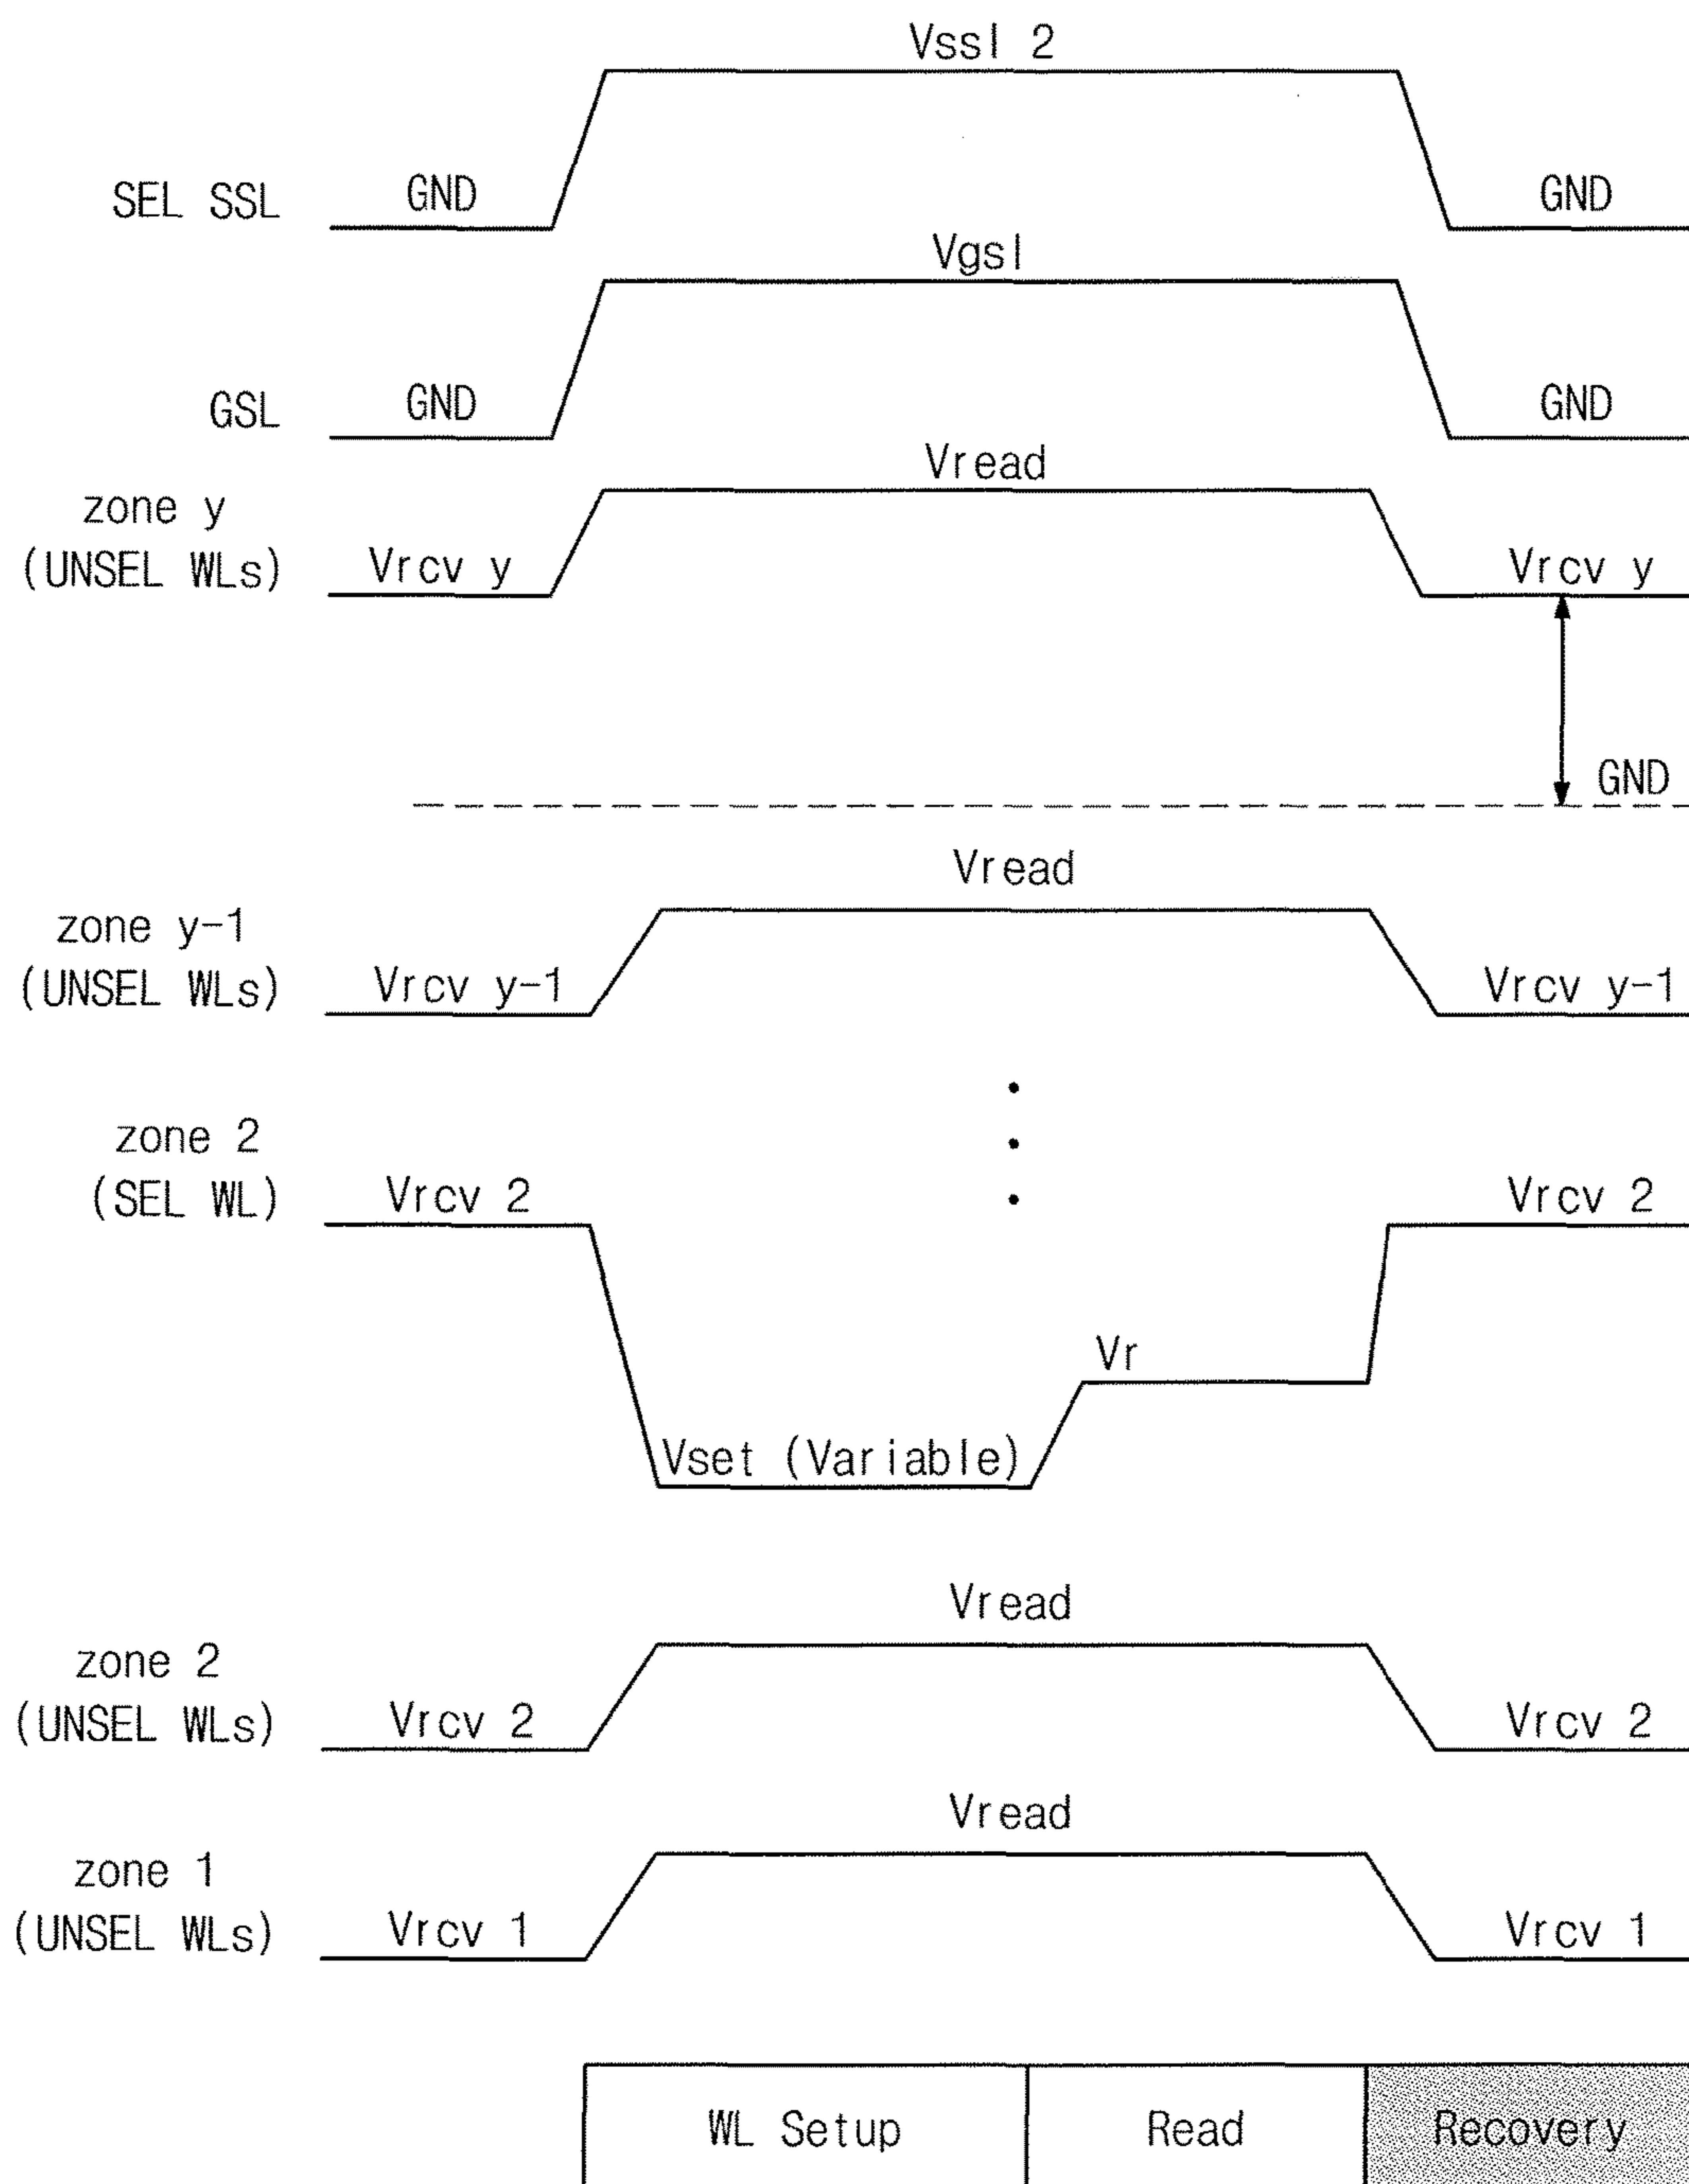 Vssl 2
SEL SSL GND GND
Vgsl
GSL GND GND
Vread
zone y
(UNSEL WLs) Vrcv y Vrcv y
GND
Vread
zone y-1
(UNSEL WLs) Vrcv y-1 Vrcv y-1
zone 2
(SEL WL) Vrcv 2 Vrcv 2
Vr
Vset (Variable)
Vread
zone 2
(UNSEL WLs) Vrcv 2 Vrcv 2
Vread
zone 1
(UNSEL WLs) Vrcv 1 Vrcv 1
WL Setup Read Recovery